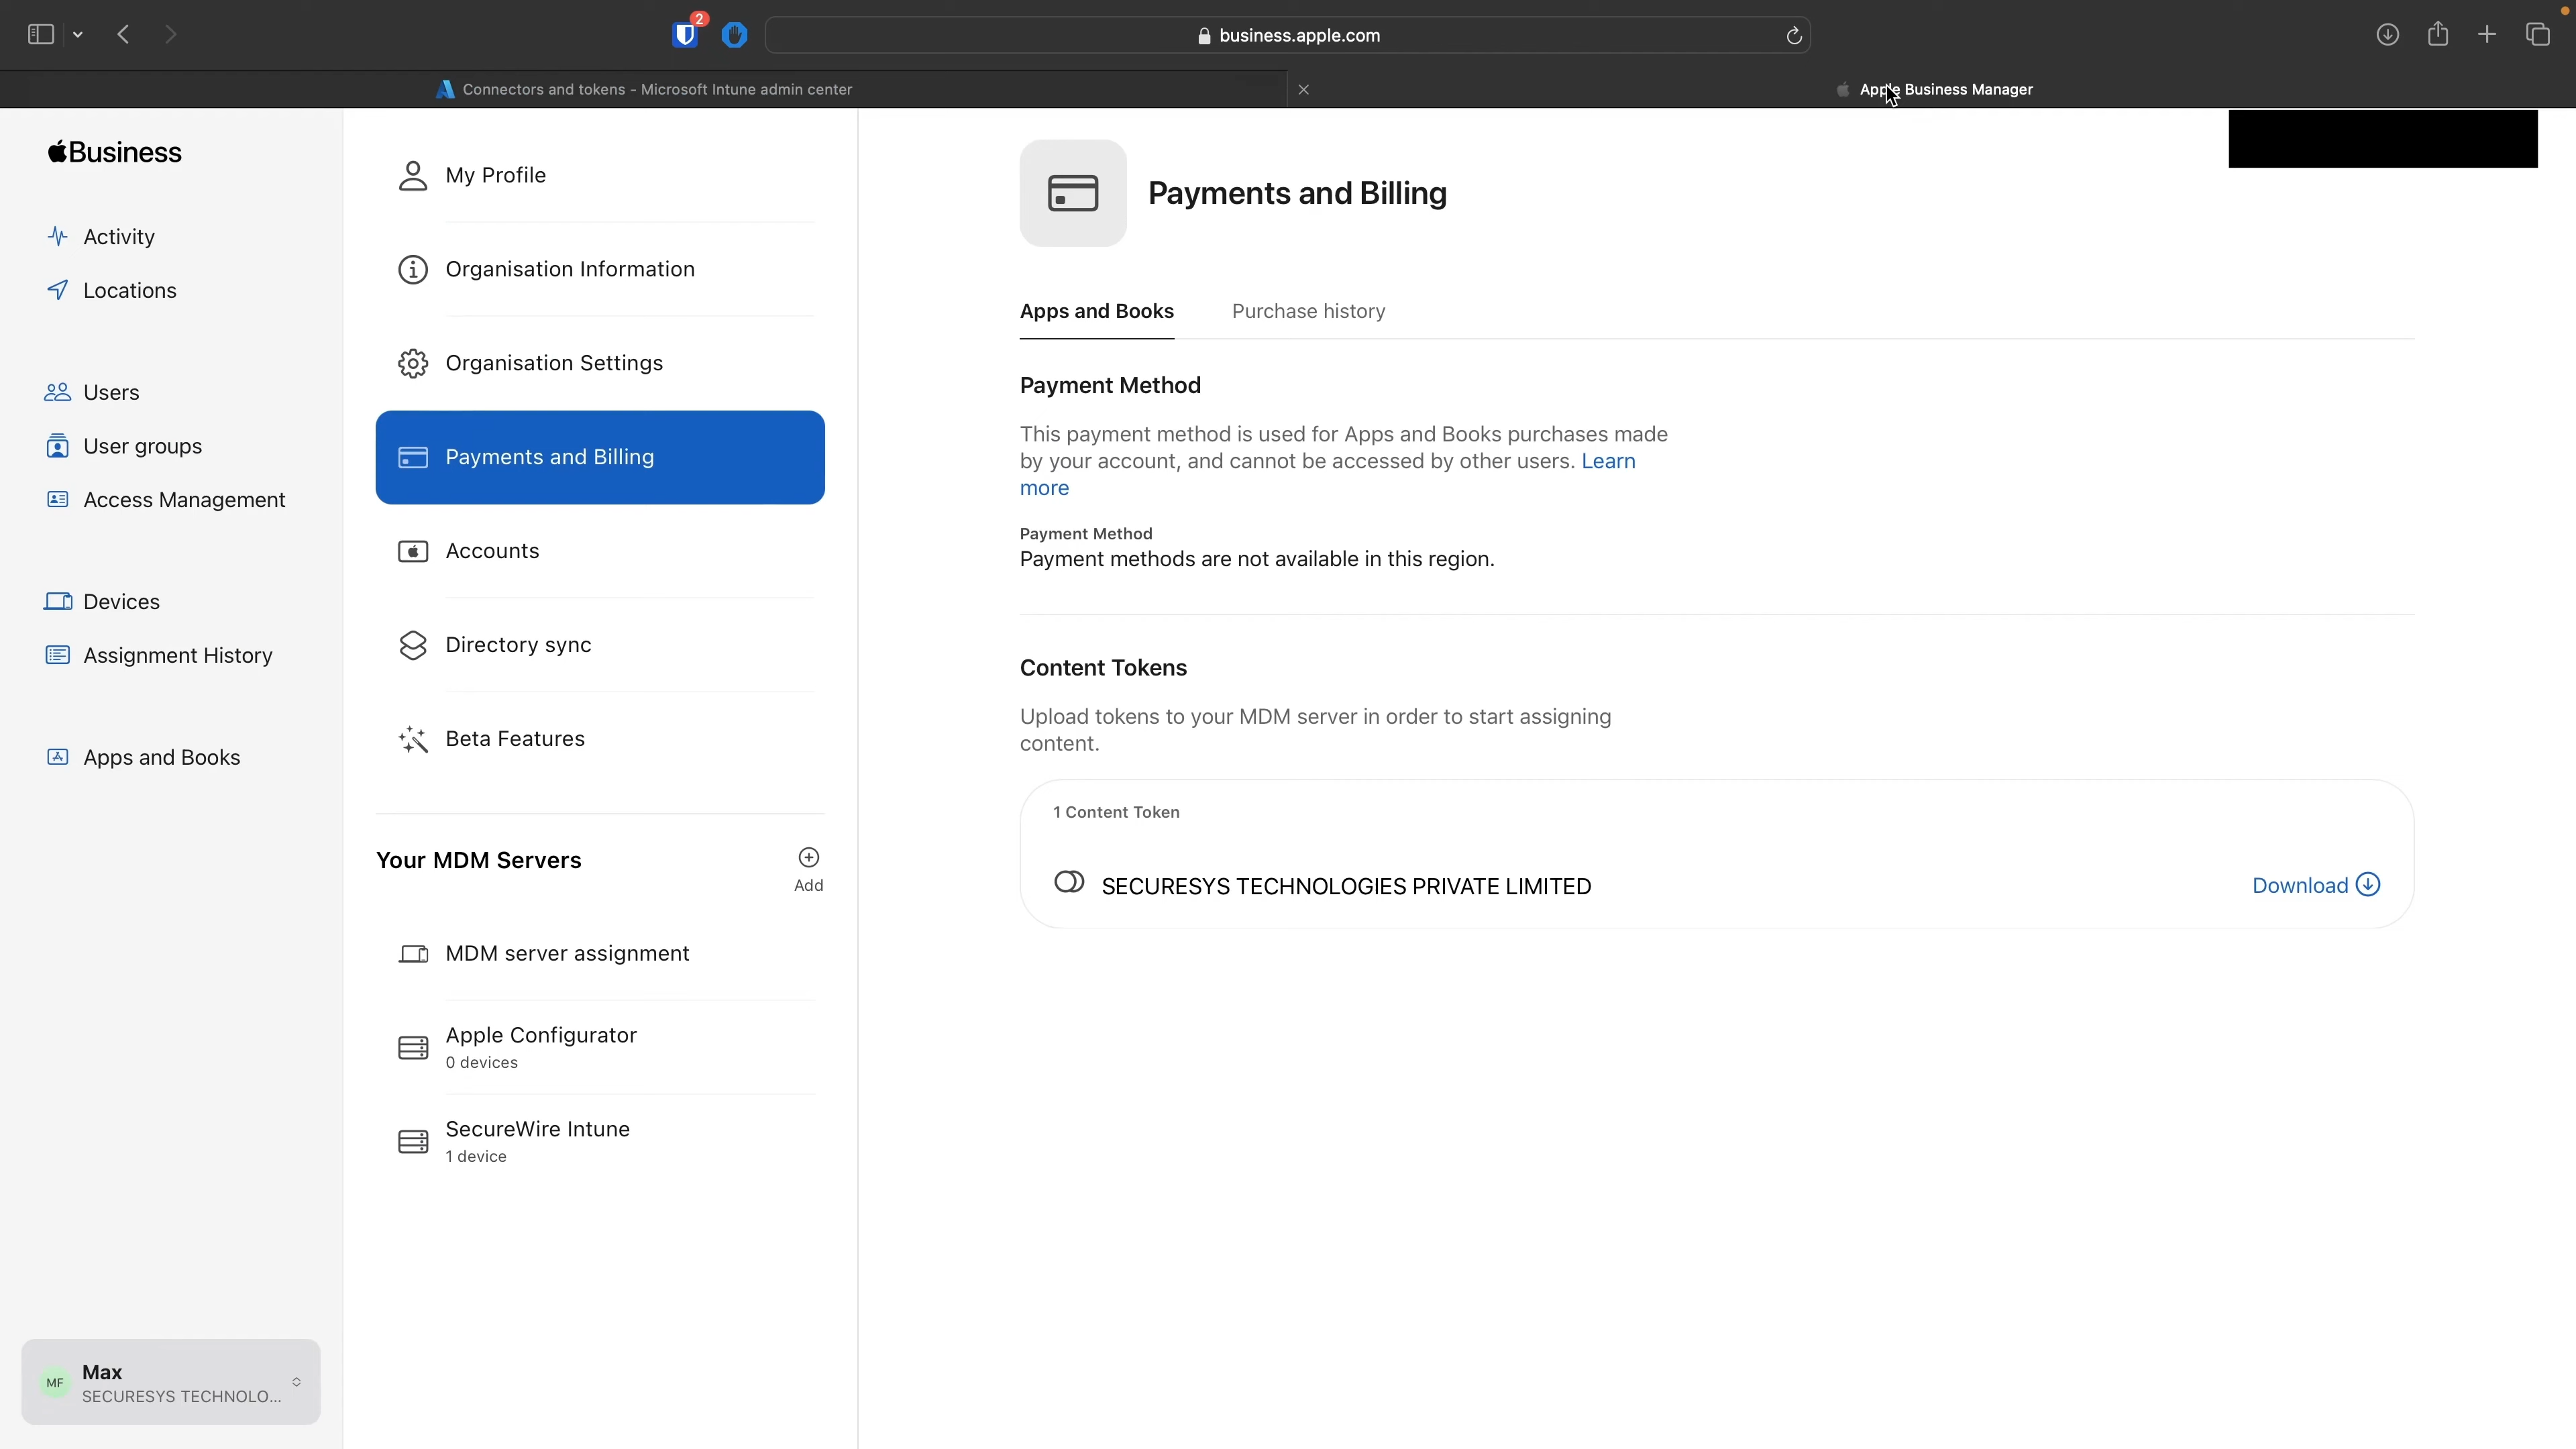 2
business.apple.com
Connectors and tokens - Microsoft Intune admin center
Apple Business Manager
Business
Activity
Locations
Users
User groups
Access Management
Devices
Assignment History
Apps and Books
MF
Max
SECURESYS TECHNOLO...
My Profile
Organisation Information
Organisation Settings
Payments and Billing
Accounts
Directory sync
Beta Features
Your MDM Servers
Add
MDM server assignment
Apple Configurator
0 devices
SecureWire Intune
1 device
Payments and Billing
Apps and Books
Purchase history
Payment Method
This payment method is used for Apps and Books purchases made
by your account, and cannot be accessed by other users. Learn
more
Payment Method
Payment methods are not available in this region.
Content Tokens
Upload tokens to your MDM server in order to start assigning
content.
1 Content Token
SECURESYS TECHNOLOGIES PRIVATE LIMITED
Download